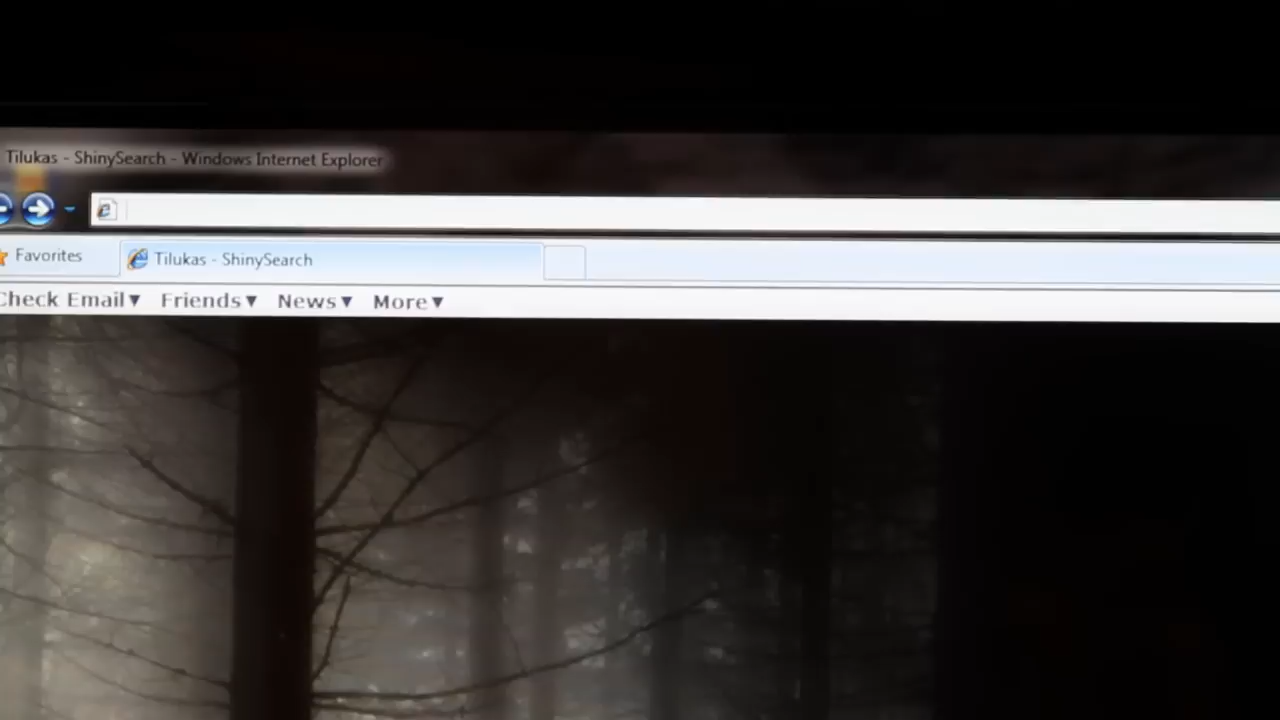 Tilukas - ShinySearch - Windows Internet Explorer
Favorites
Tilukas - ShinySearch
Check Email▼ Friends▼ News▼ More▼